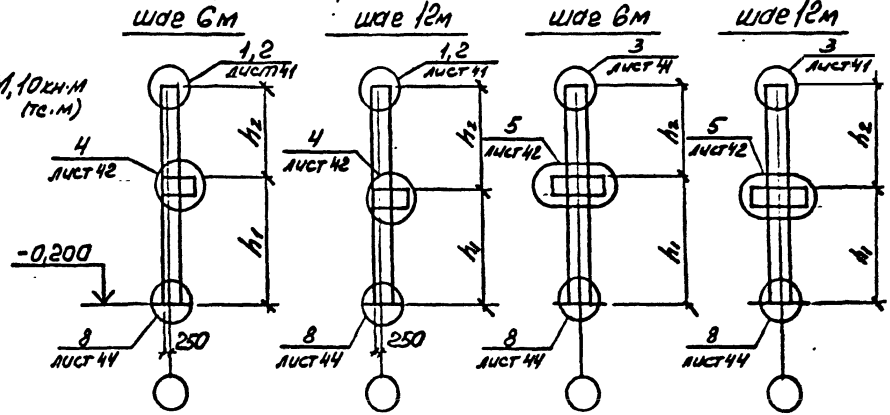 шаг 6м
шаг 12м
шаг 6м
шаг 12м
1,10 кн·м
(тс.м)
1,2
лист 41
1,2
лист 41
3
лист 41
3
лист 41
4
лист 42
4
лист 42
5
лист 42
5
лист 42
h2
h2
h2
h2
h1
h1
h1
h1
-0,200
8
лист 44
250
8
лист 44
250
8
лист 44
8
лист 44